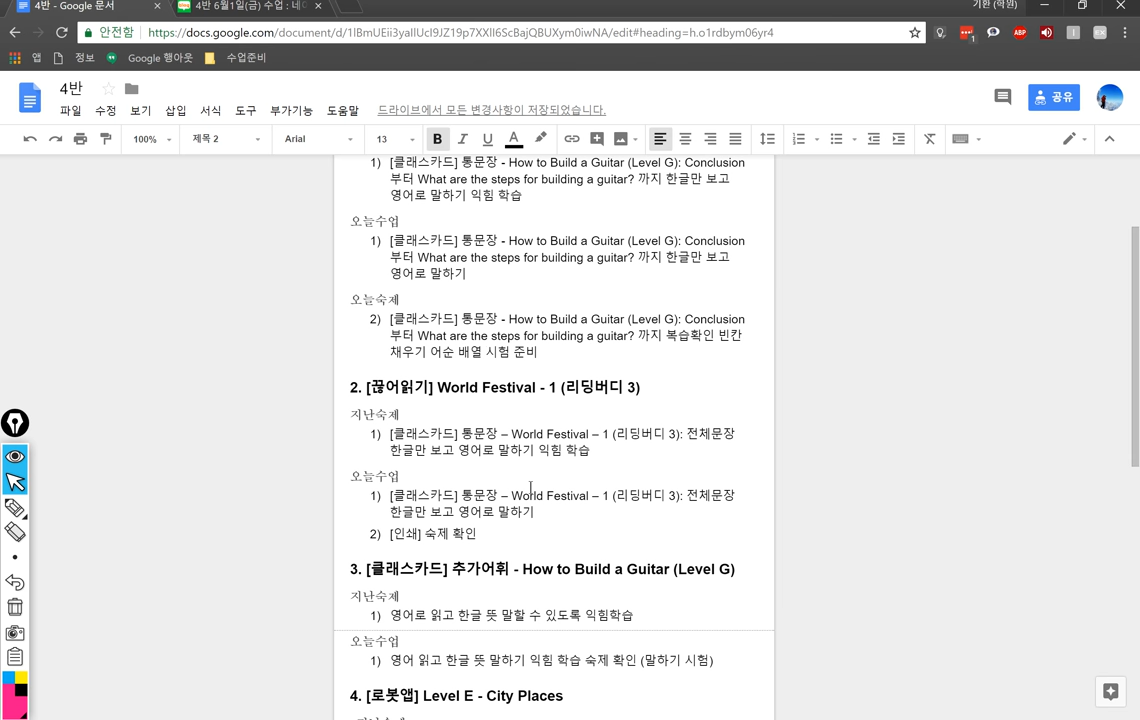 4반 - Google 문서
4반 6월1일(금) 수업 : 네이
기환 (학원)
안전함
https://docs.google.com/document/d/1lBmUEii3yalIUcI9JZ19p7XXII6ScBajQBUXym0iwNA/edit#heading=h.o1rdbym06yr4
앱
정보
Google 행아웃
수업준비
4반
파일 수정 보기 삽입 서식 도구 부가기능 도움말 드라이브에서 모든 변경사항이 저장되었습니다.
공유
100% 제목 2 Arial 13
1) [클래스카드] 통문장 - How to Build a Guitar (Level G): Conclusion
부터 What are the steps for building a guitar? 까지 한글만 보고
영어로 말하기 익힘 학습
오늘수업
1) [클래스카드] 통문장 - How to Build a Guitar (Level G): Conclusion
부터 What are the steps for building a guitar? 까지 한글만 보고
영어로 말하기
오늘숙제
2) [클래스카드] 통문장 - How to Build a Guitar (Level G): Conclusion
부터 What are the steps for building a guitar? 까지 복습확인 빈칸
채우기 어순 배열 시험 준비
2. [끊어읽기] World Festival - 1 (리딩버디 3)
지난숙제
1) [클래스카드] 통문장 – World Festival – 1 (리딩버디 3): 전체문장
한글만 보고 영어로 말하기 익힘 학습
오늘수업
1) [클래스카드] 통문장 – World Festival – 1 (리딩버디 3): 전체문장
한글만 보고 영어로 말하기
2) [인쇄] 숙제 확인
3. [클래스카드] 추가어휘 - How to Build a Guitar (Level G)
지난숙제
1) 영어로 읽고 한글 뜻 말할 수 있도록 익힘학습
오늘수업
1) 영어 읽고 한글 뜻 말하기 익힘 학습 숙제 확인 (말하기 시험)
4. [로봇앱] Level E - City Places